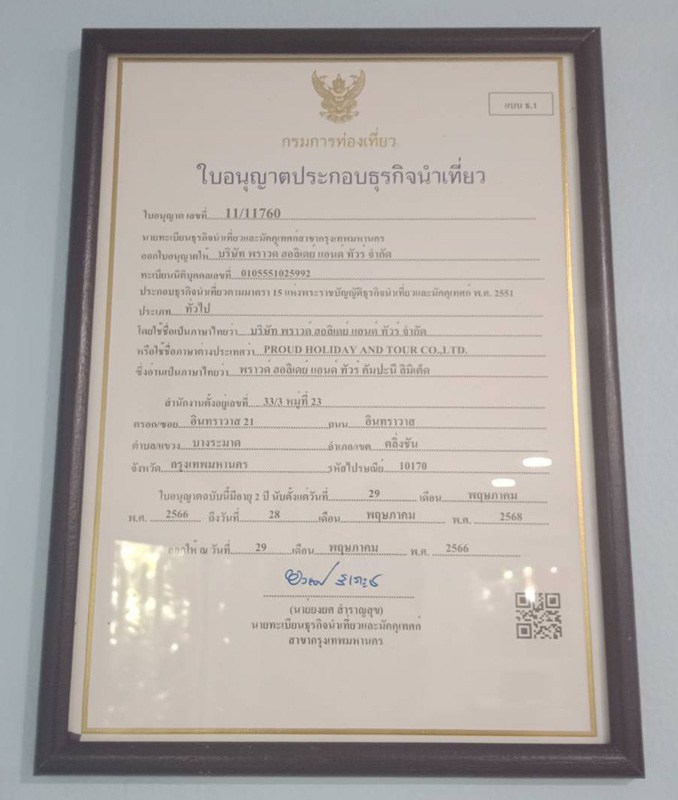 แบบ ธ.1
กรมการท่องเที่ยว
ใบอนุญาตประกอบธุรกิจนำเที่ยว
ใบอนุญาต เลขที่ 11/11760
นายทะเบียนธุรกิจนำเที่ยวและมัคคุเทศก์สาขากรุงเทพมหานคร
ออกใบอนุญาตให้ บริษัท พราวด์ ฮอลิเดย์ แอนด์ ทัวร์ จำกัด
ทะเบียนนิติบุคคลเลขที่ 0105551025992
ประกอบธุรกิจนำเที่ยวตามมาตรา 15 แห่งพระราชบัญญัติธุรกิจนำเที่ยวและมัคคุเทศก์ พ.ศ. 2551
ประเภท ทั่วไป
โดยใช้ชื่อเป็นภาษาไทยว่า บริษัท พราวด์ ฮอลิเดย์ แอนด์ ทัวร์ จำกัด
หรือใช้ชื่อภาษาต่างประเทศว่า PROUD HOLIDAY AND TOUR CO.,LTD.
ซึ่งอ่านเป็นภาษาไทยว่า พราวด์ ฮอลิเดย์ แอนด์ ทัวร์ คัมปะนี ลิมิเต็ด
สำนักงานตั้งอยู่เลขที่ 33/3 หมู่ที่ 23
ตรอก/ซอย อินทราวาส 21 ถนน อินทราวาส
ตำบล/แขวง บางระมาด อำเภอ/เขต ตลิ่งชัน
จังหวัด กรุงเทพมหานคร รหัสไปรษณีย์ 10170
ใบอนุญาตฉบับนี้มีอายุ 2 ปี นับตั้งแต่วันที่ 29 เดือน พฤษภาคม
พ.ศ. 2566 ถึงวันที่ 28 เดือน พฤษภาคม พ.ศ. 2568
ออกให้ ณ วันที่ 29 เดือน พฤษภาคม พ.ศ. 2566
(นายยงยศ สำราญสุข)
นายทะเบียนธุรกิจนำเที่ยวและมัคคุเทศก์
สาขากรุงเทพมหานคร